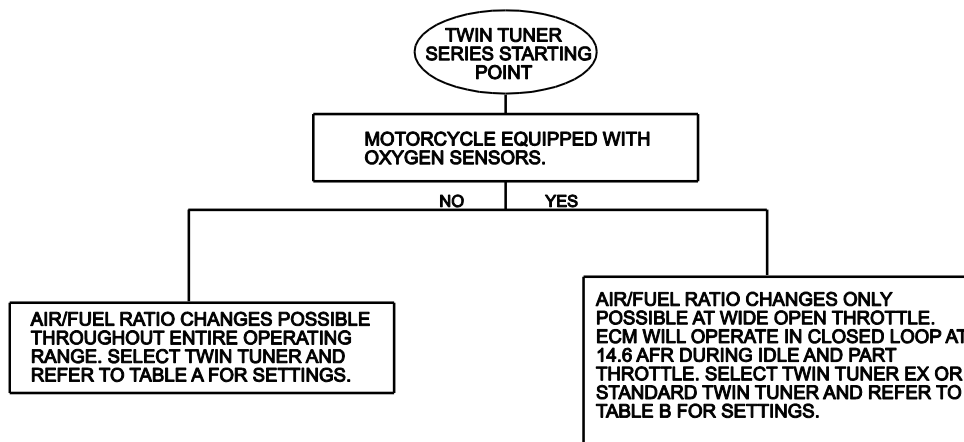 TWIN TUNER
SERIES STARTING
POINT
MOTORCYCLE EQUIPPED WITH
OXYGEN SENSORS.
NO
YES
AIR/FUEL RATIO CHANGES POSSIBLE
THROUGHOUT ENTIRE OPERATING
RANGE. SELECT TWIN TUNER AND
REFER TO TABLE A FOR SETTINGS.
AIR/FUEL RATIO CHANGES ONLY
POSSIBLE AT WIDE OPEN THROTTLE.
ECM WILL OPERATE IN CLOSED LOOP AT
14.6 AFR DURING IDLE AND PART
THROTTLE. SELECT TWIN TUNER EX OR
STANDARD TWIN TUNER AND REFER TO
TABLE B FOR SETTINGS.